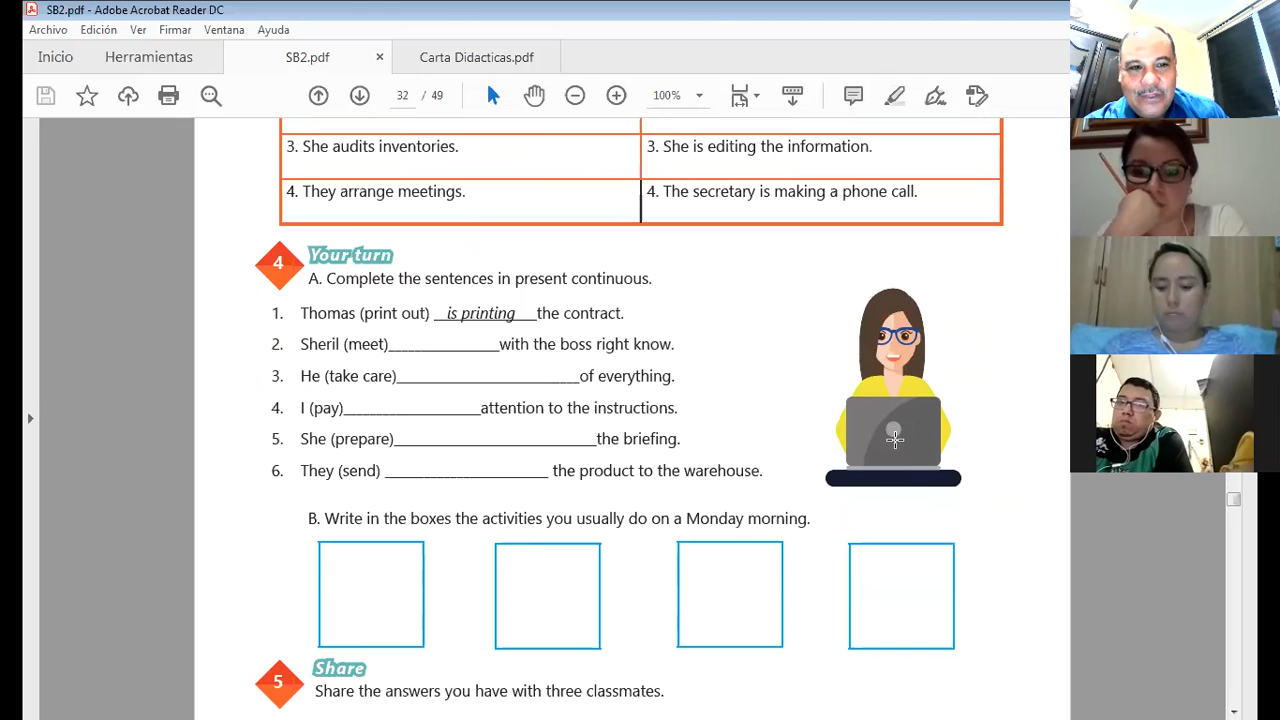 SB2.pdf - Adobe Acrobat Reader DC
Archivo Edición Ver Firmar Ventana Ayuda
Inicio Herramientas SB2.pdf × Carta Didacticas.pdf
32 / 49 100%
3. She audits inventories. 3. She is editing the information.
4. They arrange meetings. 4. The secretary is making a phone call.
4 Your turn
A. Complete the sentences in present continuous.
1. Thomas (print out) __is printing___the contract.
2. Sheril (meet)______________with the boss right know.
3. He (take care)_______________________of everything.
4. I (pay)_________________attention to the instructions.
5. She (prepare)_________________________the briefing.
6. They (send) ____________________ the product to the warehouse.
B. Write in the boxes the activities you usually do on a Monday morning.
5 Share
Share the answers you have with three classmates.